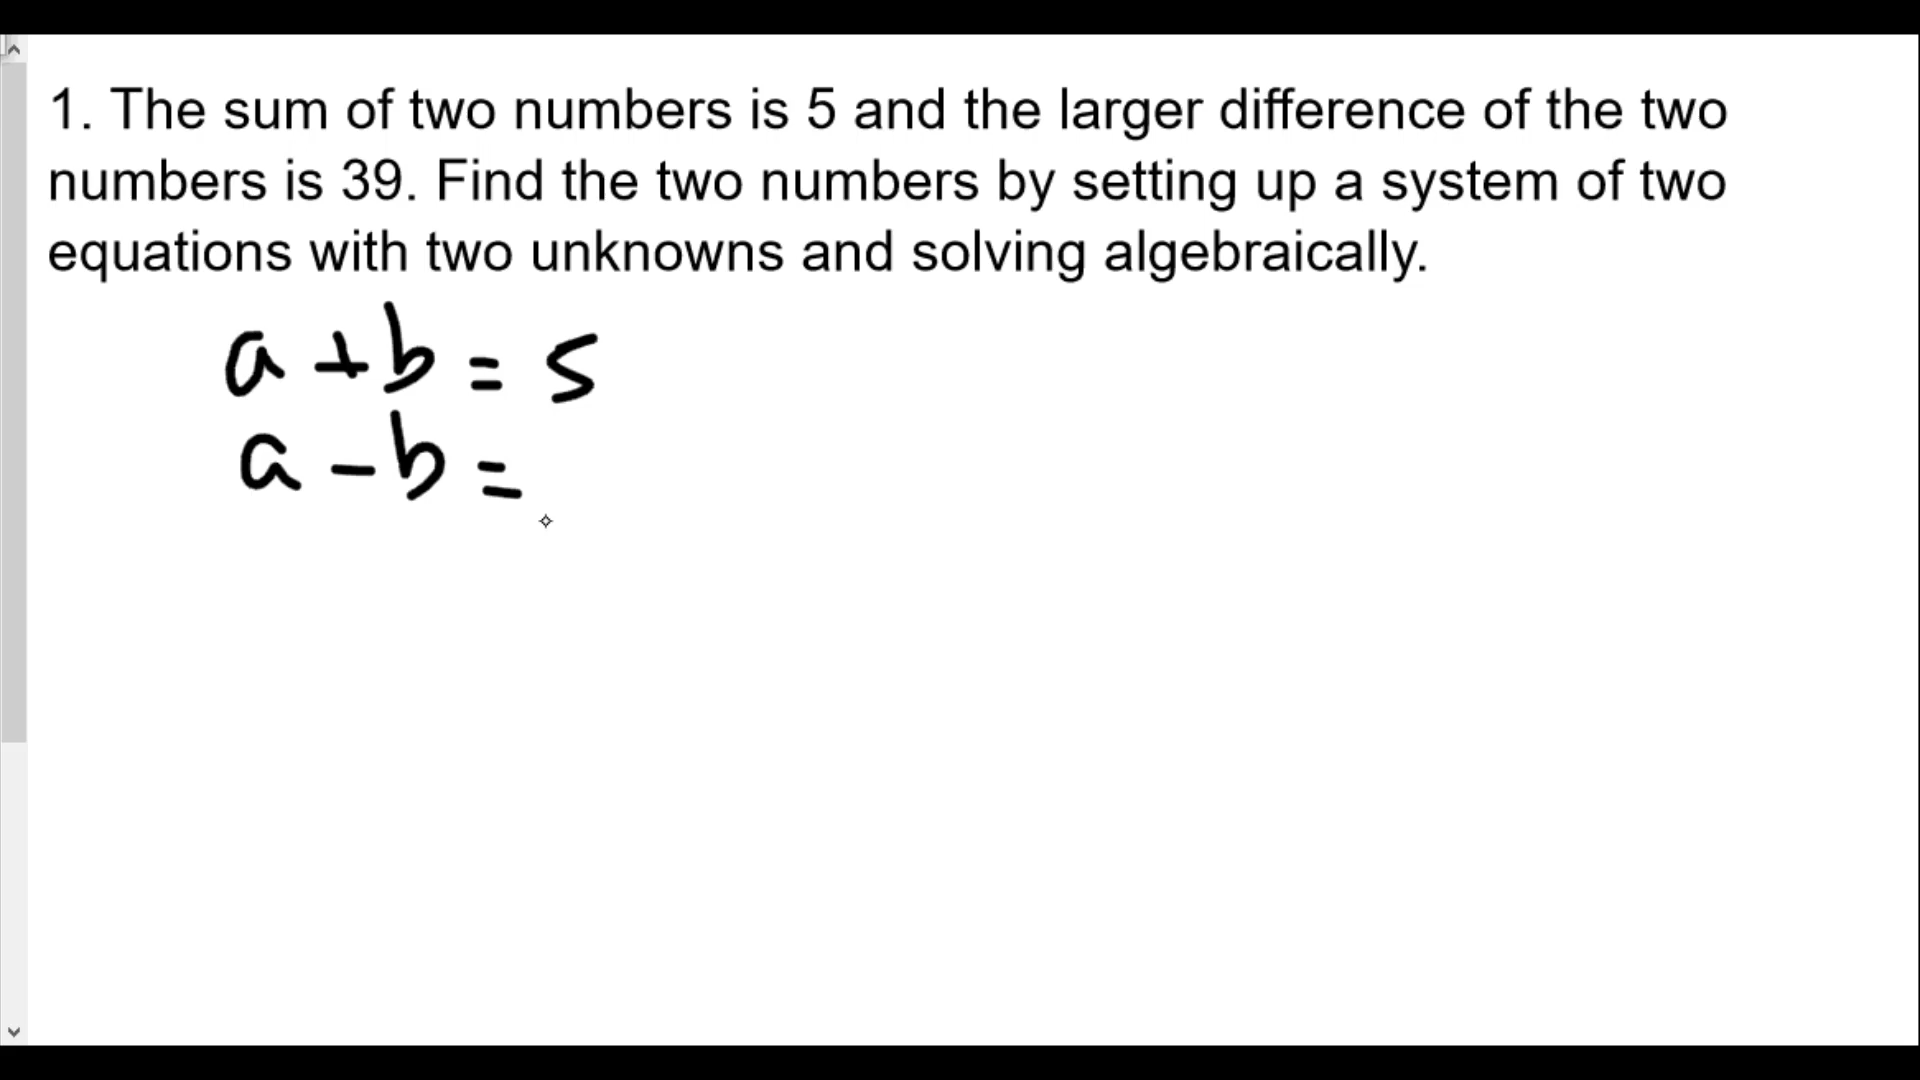 1. The sum of two numbers is 5 and the larger difference of the two
numbers is 39. Find the two numbers by setting up a system of two
equations with two unknowns and solving algebraically.
a + b = 5
a - b =